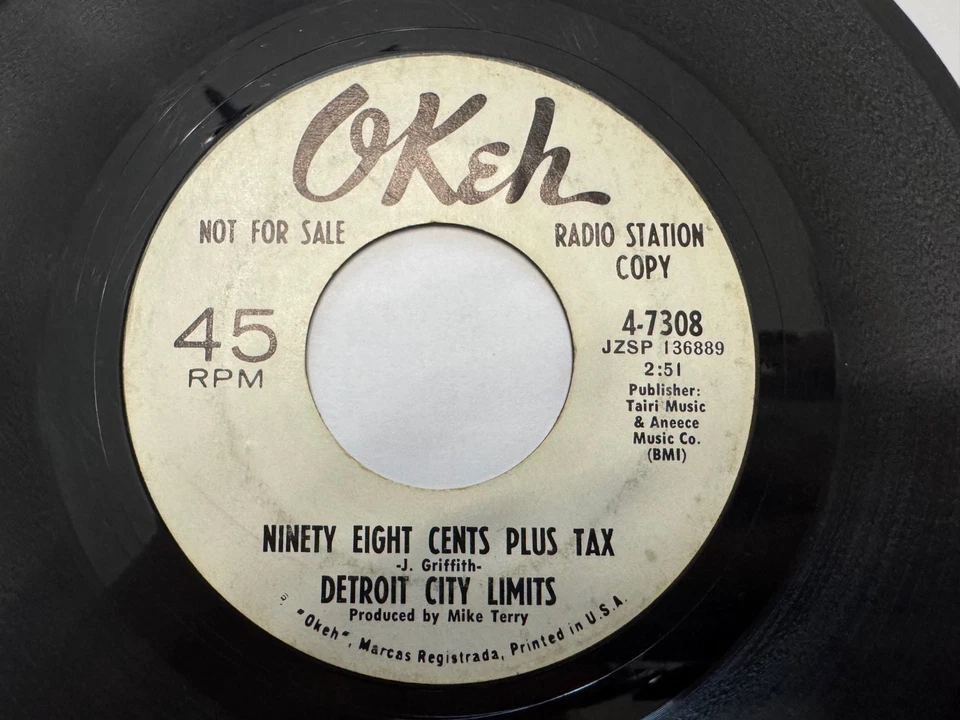 OKeh
NOT FOR SALE
RADIO STATION
COPY
45
RPM
4-7308
JZSP 136889
2:51
Publisher:
Tairi Music
& Aneece
Music Co.
(BMI)
NINETY EIGHT CENTS PLUS TAX
-J. Griffith-
DETROIT CITY LIMITS
Produced by Mike Terry
"Okeh", Marcas Registrada, Printed in U.S.A.